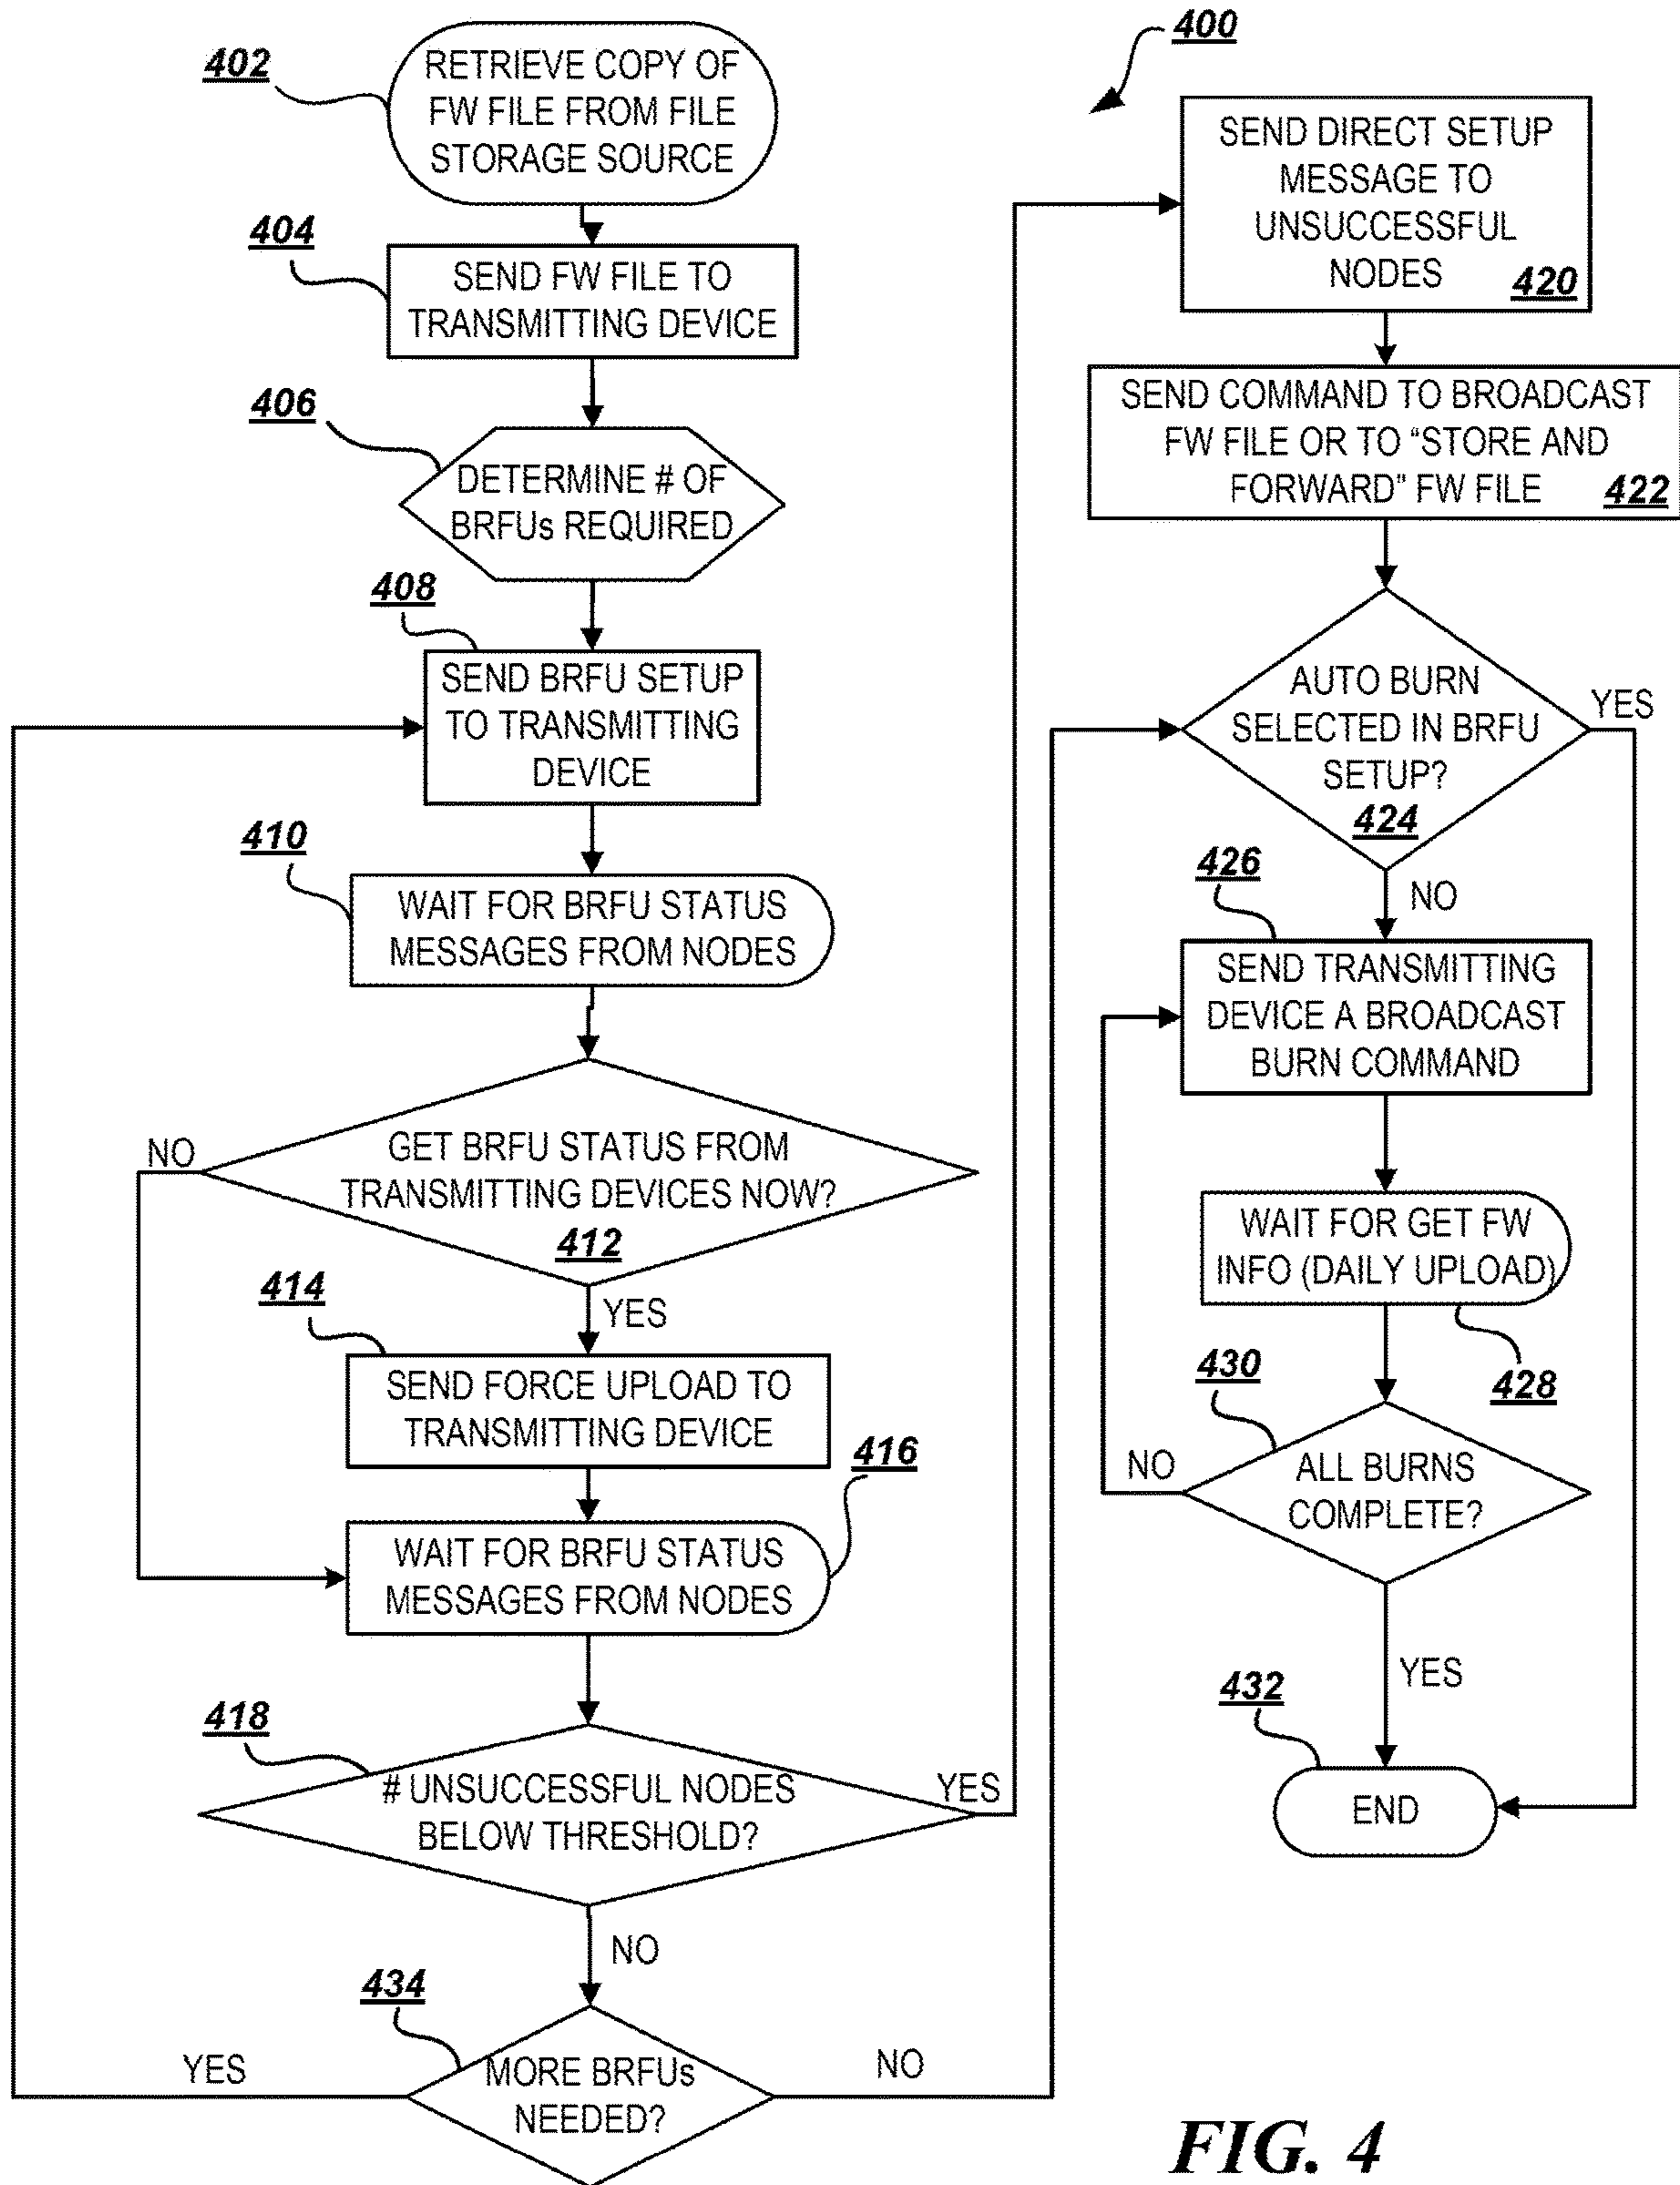 402
RETRIEVE COPY OF
FW FILE FROM FILE
STORAGE SOURCE
404
SEND FW FILE TO
TRANSMITTING DEVICE
406
DETERMINE # OF
BRFUs REQUIRED
408
SEND BRFU SETUP
TO TRANSMITTING
DEVICE
410
WAIT FOR BRFU STATUS
MESSAGES FROM NODES
NO
GET BRFU STATUS FROM
TRANSMITTING DEVICES NOW?
412
YES
414
SEND FORCE UPLOAD TO
TRANSMITTING DEVICE
416
WAIT FOR BRFU STATUS
MESSAGES FROM NODES
418
# UNSUCCESSFUL NODES
BELOW THRESHOLD?
YES
NO
434
MORE BRFUs
NEEDED?
YES
NO
400
SEND DIRECT SETUP
MESSAGE TO
UNSUCCESSFUL
NODES
420
SEND COMMAND TO BROADCAST
FW FILE OR TO “STORE AND
FORWARD” FW FILE
422
AUTO BURN
SELECTED IN BRFU
SETUP?
424
YES
NO
426
SEND TRANSMITTING
DEVICE A BROADCAST
BURN COMMAND
WAIT FOR GET FW
INFO (DAILY UPLOAD)
428
430
ALL BURNS
COMPLETE?
NO
YES
432
END
FIG. 4